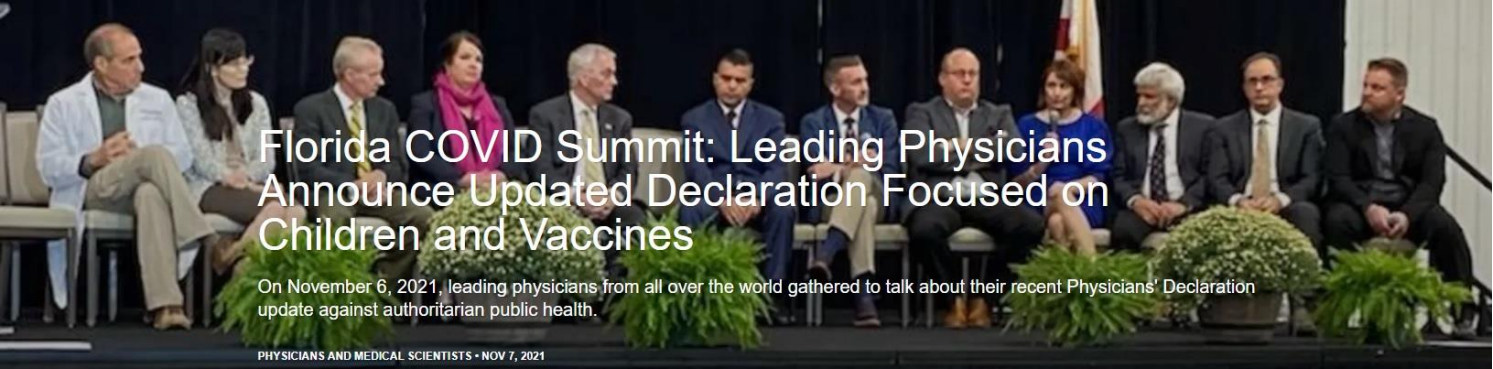 Florida COVID Summit: Leading Physicians
Announce Updated Declaration Focused on
Children and Vaccines
On November 6, 2021, leading physicians from all over the world gathered to talk about their recent Physicians' Declaration
update against authoritarian public health.
PHYSICIANS AND MEDICAL SCIENTISTS • NOV 7, 2021